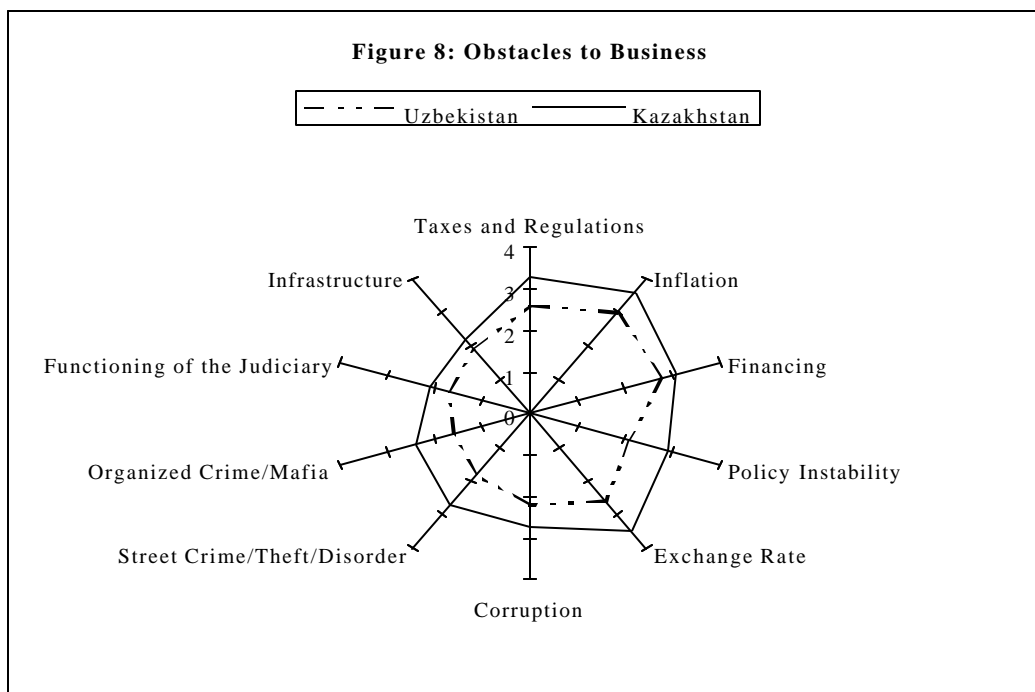 Figure 8: Obstacles to Business
Uzbekistan Kazakhstan
Taxes and Regulations
4
Infrastructure
Inflation
3
2
Functioning of the Judiciary
Financing
1
0
Organized Crime/Mafia
Policy Instability
Street Crime/Theft/Disorder
Exchange Rate
Corruption